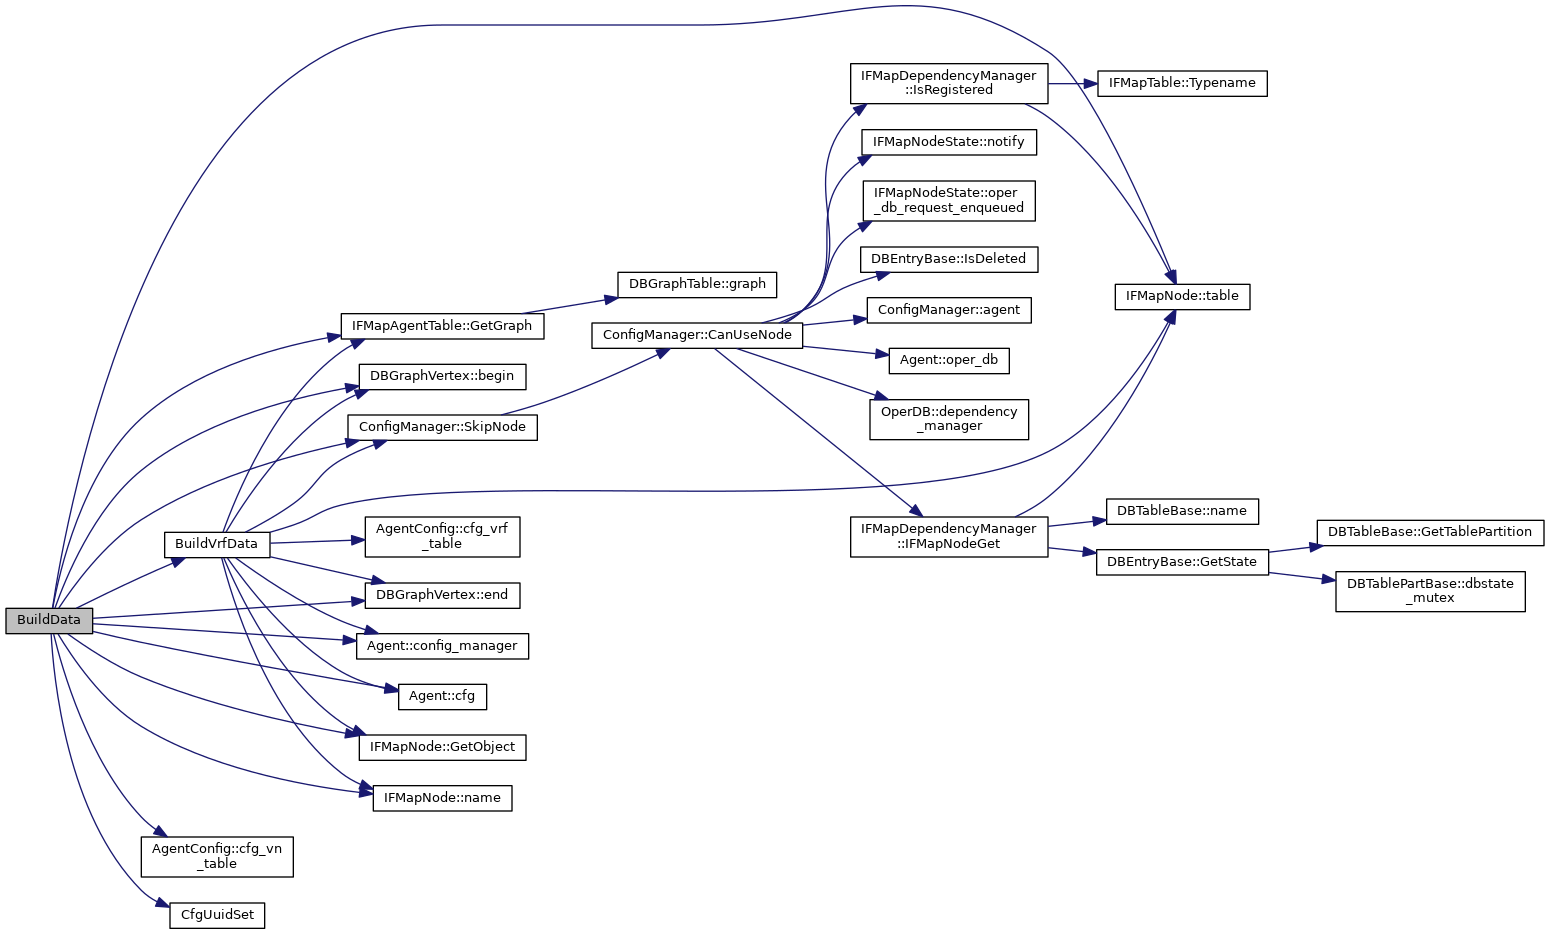 IFMapDependencyManager
::IsRegistered
IFMapTable::Typename
IFMapNodeState::notify
IFMapNodeState::oper
_db_request_enqueued
DBEntryBase::IsDeleted
DBGraphTable::graph
IFMapNode::table
ConfigManager::agent
IFMapAgentTable::GetGraph
ConfigManager::CanUseNode
Agent::oper_db
DBGraphVertex::begin
OperDB::dependency
_manager
ConfigManager::SkipNode
DBTableBase::name
AgentConfig::cfg_vrf
_table
IFMapDependencyManager
::IFMapNodeGet
DBTableBase::GetTablePartition
BuildVrfData
DBEntryBase::GetState
DBTablePartBase::dbstate
_mutex
DBGraphVertex::end
BuildData
Agent::config_manager
Agent::cfg
IFMapNode::GetObject
IFMapNode::name
AgentConfig::cfg_vn
_table
CfgUuidSet